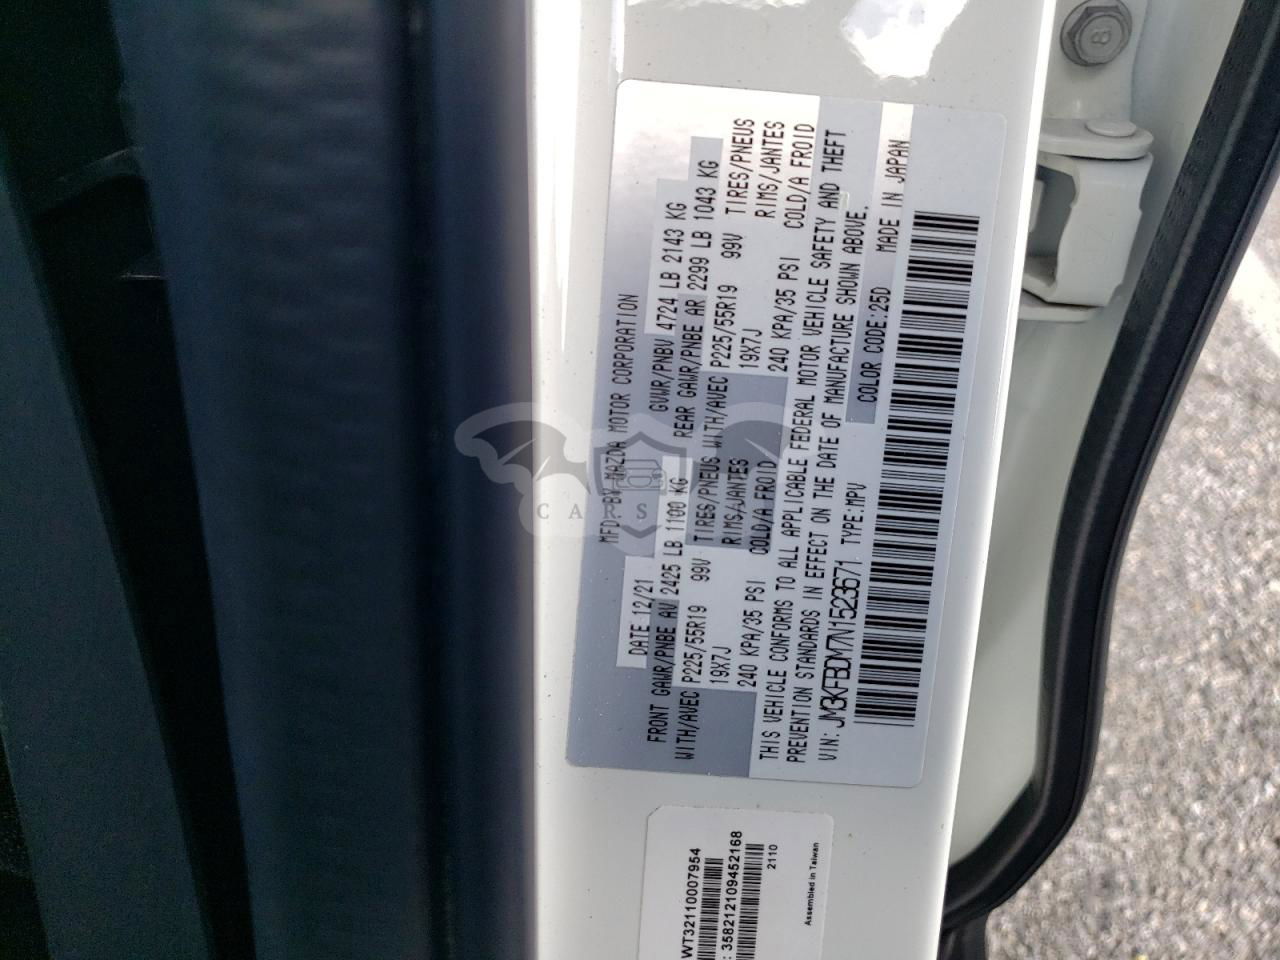 MFD. BY MAZDA MOTOR CORPORATION
DATE 12/21 GVWR/PNBV 4724 LB 2143 KG
FRONT GAWR/PNBE AV 2425 LB 1100 KG REAR GAWR/PNBE AR 2299 LB 1043 KG
WITH/AVEC P225/55R19 99V TIRES/PNEUS WITH/AVEC P225/55R19 99V TIRES/PNEUS
19X7J RIMS/JANTES 19X7J RIMS/JANTES
240 KPA/35 PSI COLD/A FROID 240 KPA/35 PSI COLD/A FROID
THIS VEHICLE CONFORMS TO ALL APPLICABLE FEDERAL MOTOR VEHICLE SAFETY AND THEFT
PREVENTION STANDARDS IN EFFECT ON THE DATE OF MANUFACTURE SHOWN ABOVE.
VIN: JM3KFBDM7N1523671 TYPE:MPV COLOR CODE:25D MADE IN JAPAN
WT32110007954
: 358212109452168
2110
Assembled in Taiwan
8